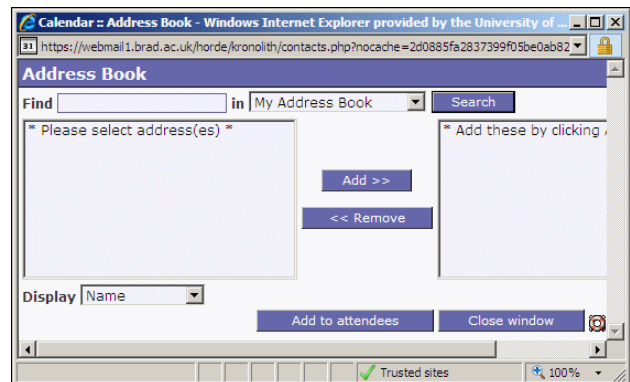 Calendar :: Address Book - Windows Internet Explorer provided by the University of ...
31 https://webmail1.brad.ac.uk/horde/kronolith/contacts.php?nocache=2d0885fa2837399f05be0ab82
Address Book
Find in My Address Book Search
* Please select address(es) * * Add these by clicking
Add >>
<< Remove
Display Name
Add to attendees Close window
Trusted sites 100%